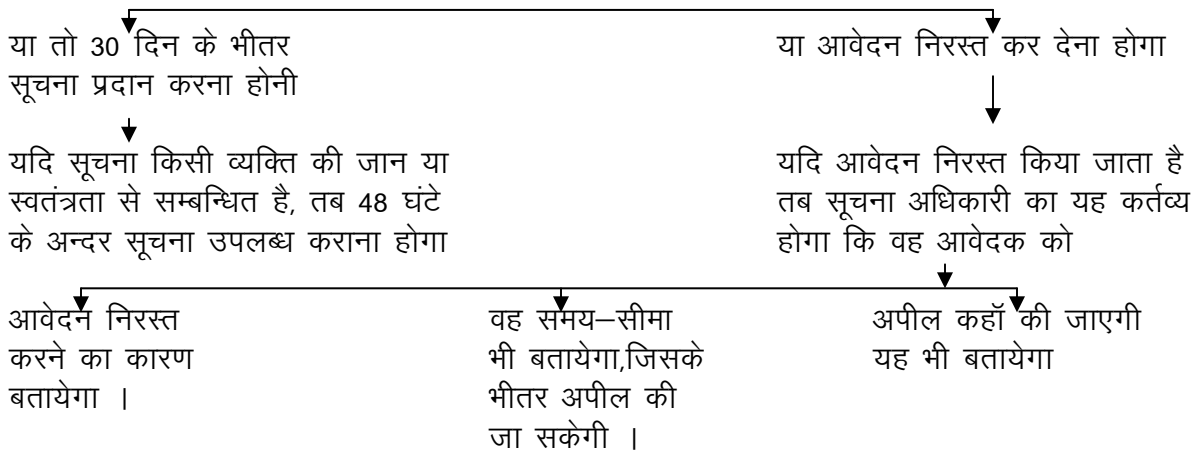 या तो 30 दिन के भीतर
सूचना प्रदान करना होनी
या आवेदन निरस्त कर देना होगा
यदि सूचना किसी व्यक्ति की जान या
स्वतंत्रता से सम्बन्धित है, तब 48 घंटे
के अन्दर सूचना उपलब्ध कराना होगा
यदि आवेदन निरस्त किया जाता है
तब सूचना अधिकारी का यह कर्तव्य
होगा कि वह आवेदक को
आवेदन निरस्त
करने का कारण
बतायेगा ।
वह समय–सीमा
भी बतायेगा,जिसके
भीतर अपील की
जा सकेगी ।
अपील कहॉ की जाएगी
यह भी बतायेगा